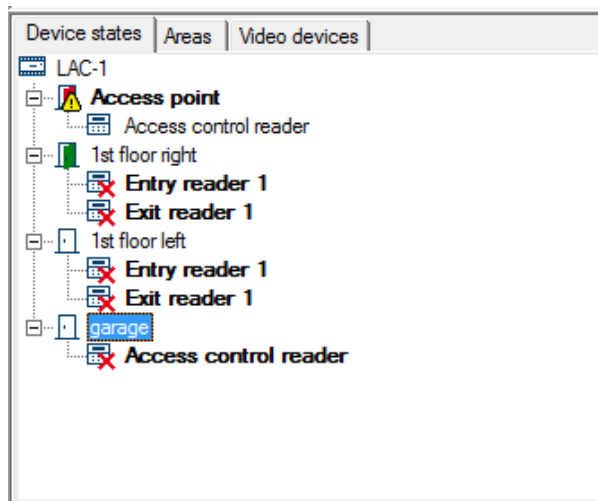 Device states Areas Video devices
LAC-1
Access point
Access control reader
1st floor right
Entry reader 1
Exit reader 1
1st floor left
Entry reader 1
Exit reader 1
garage
Access control reader